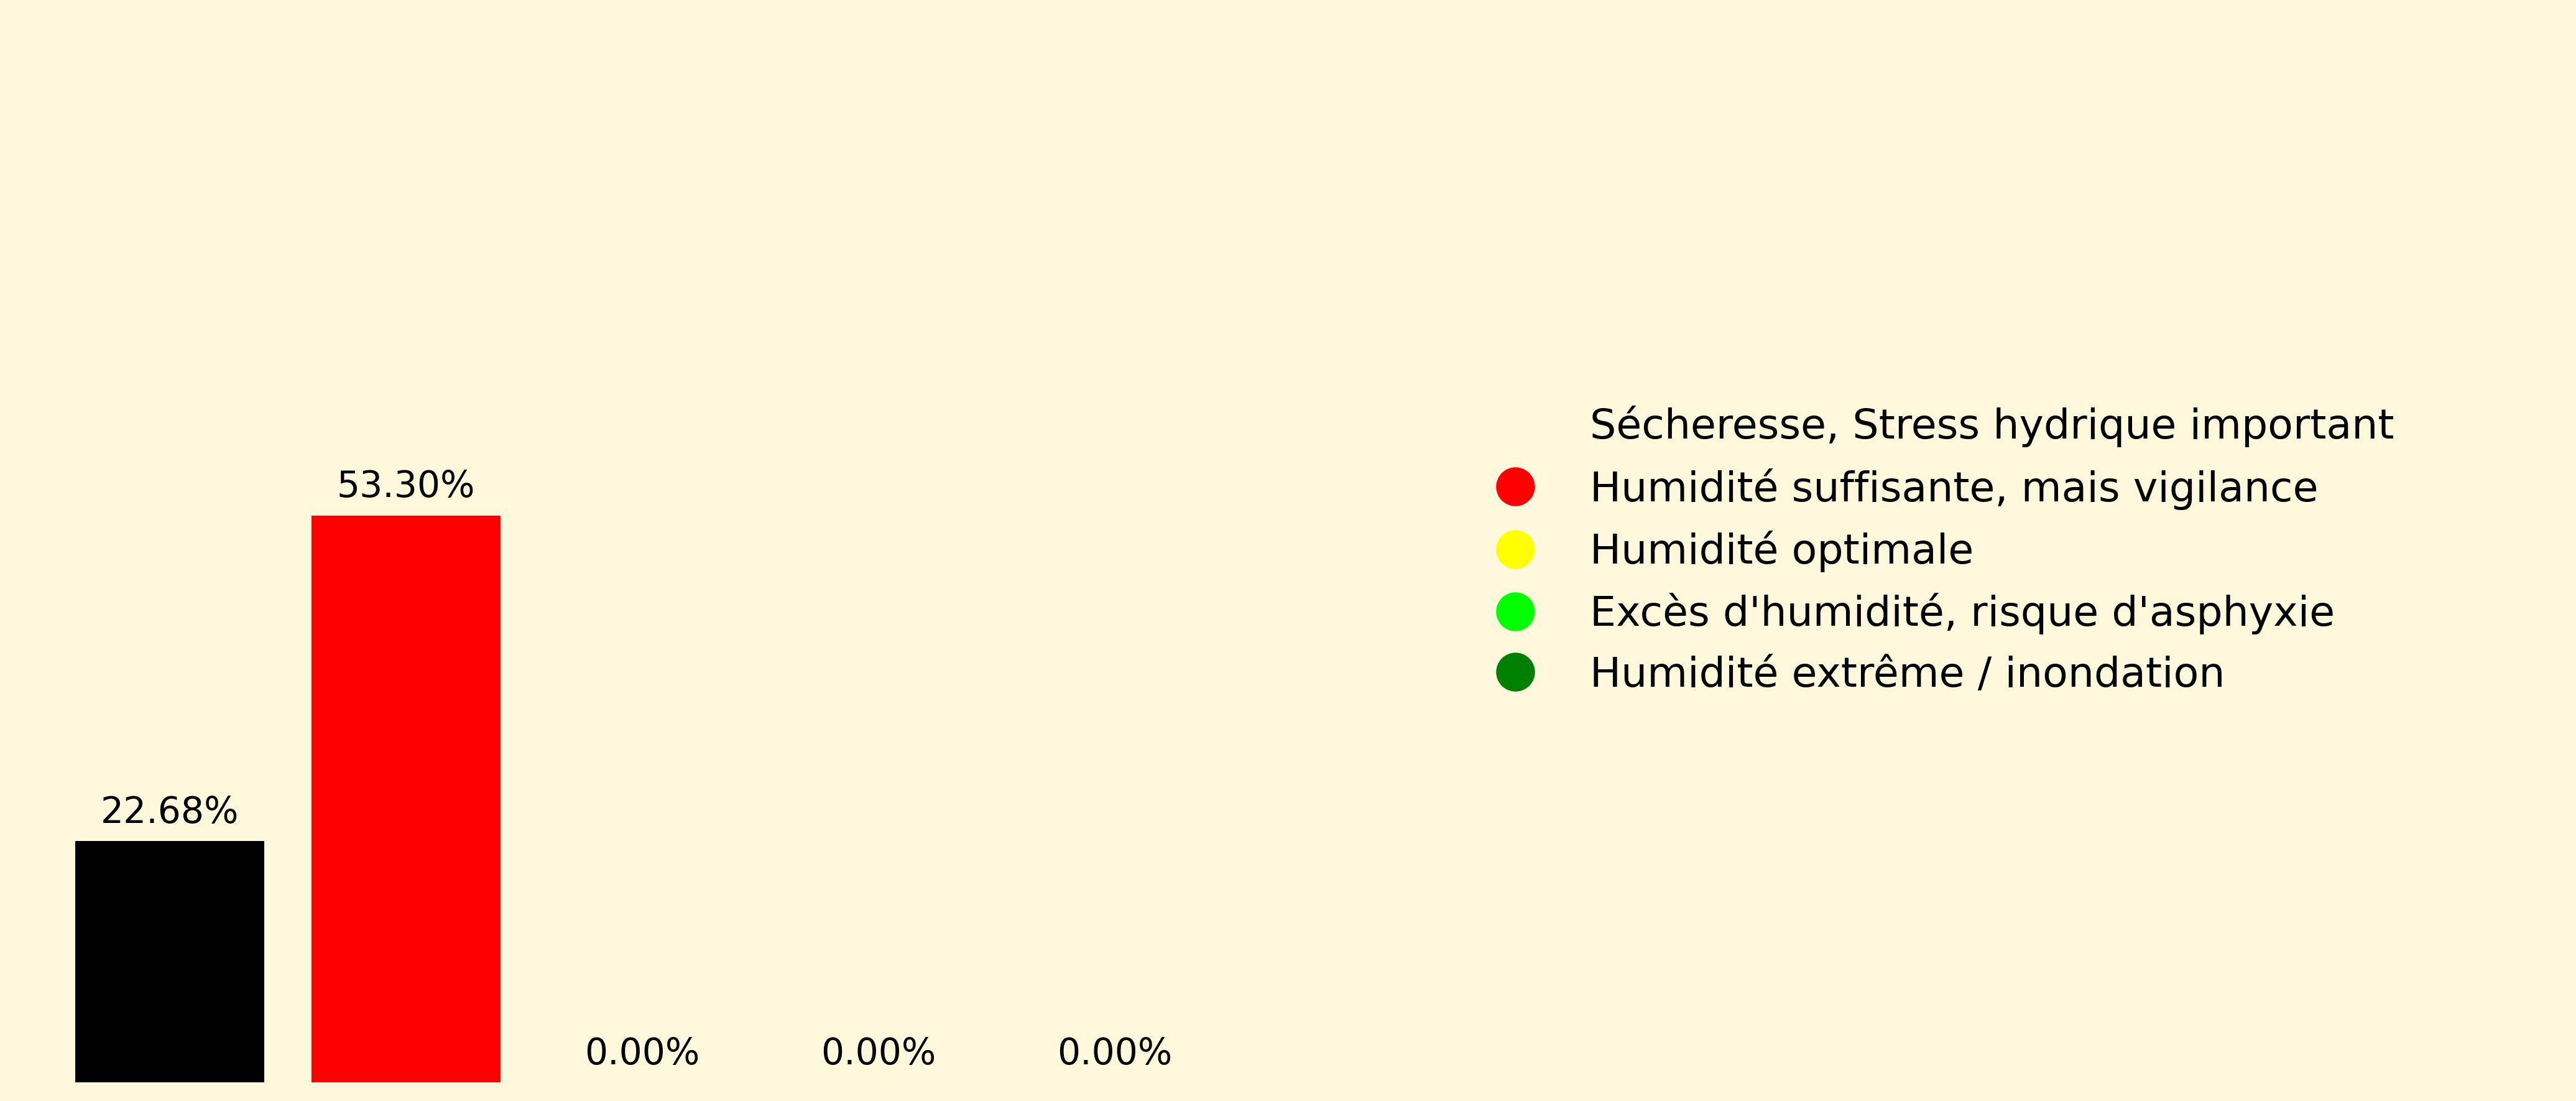 53.30%
22.68%
0.00%
0.00%
0.00%
Sécheresse, Stress hydrique important
Humidité suffisante, mais vigilance
Humidité optimale
Excès d'humidité, risque d'asphyxie
Humidité extrême / inondation